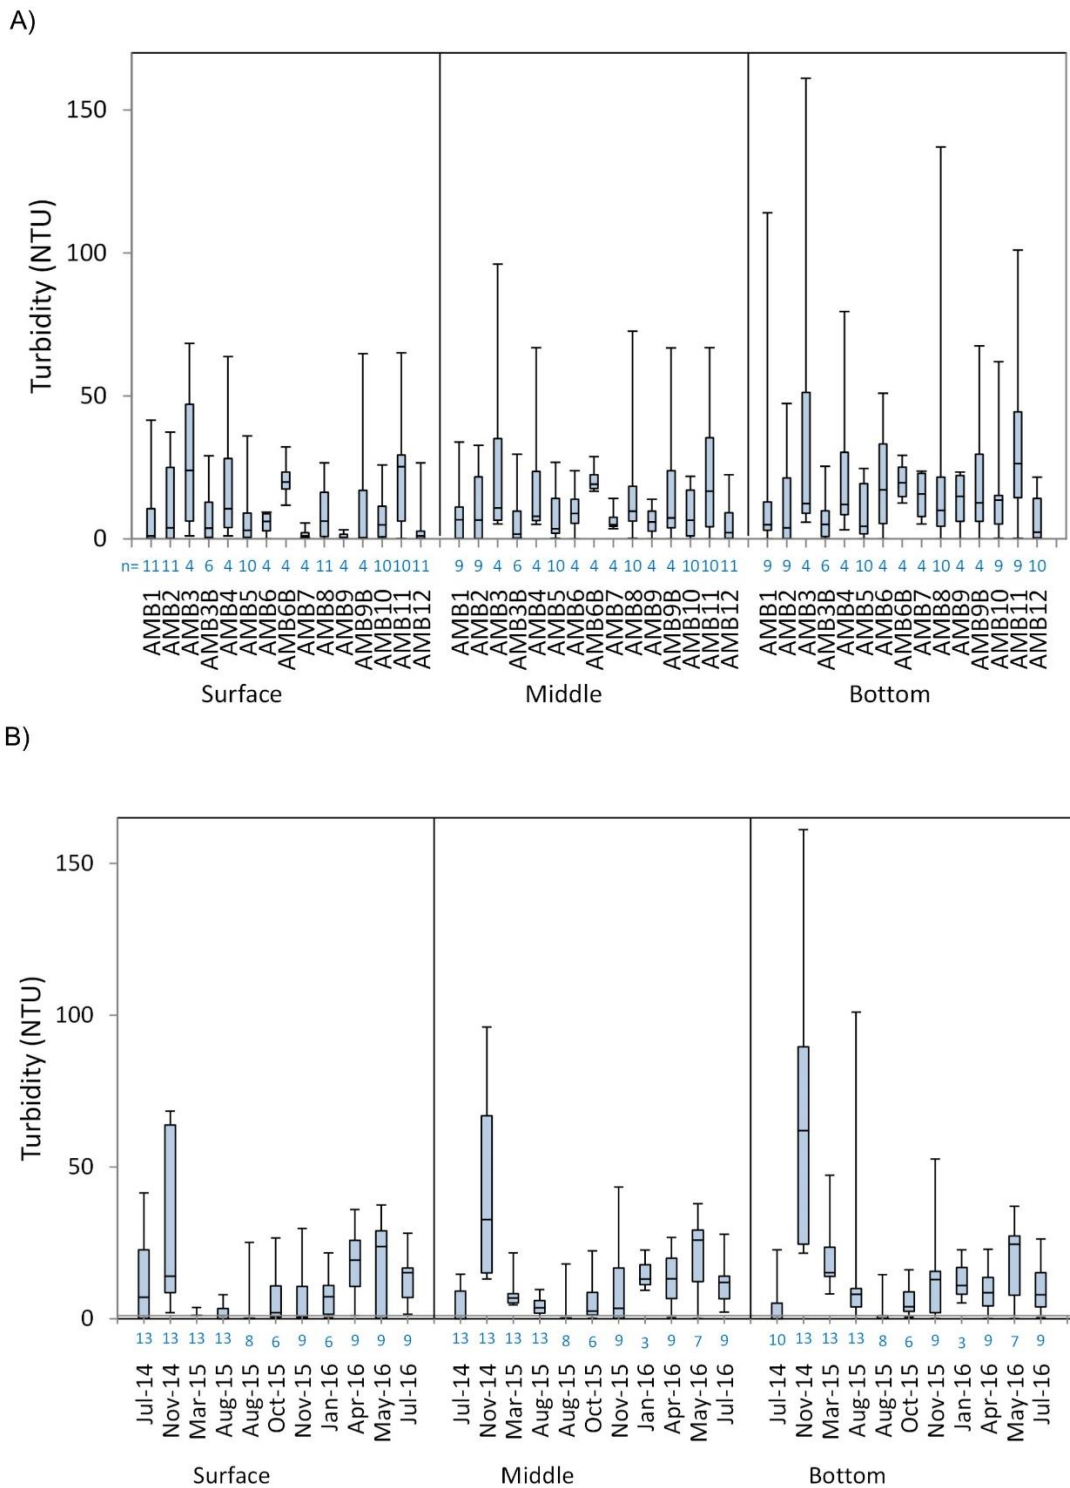 A)
Turbidity (NTU)
150
100
50
0
n= 11 11 4 6 4 10 4 4 4 11 4 4 10 10 11 9 9 4 6 4 10 4 4 4 10 4 4 10 10 11 9 9 4 6 4 10 4 4 4 10 4 4 9 9 10
AMB1 AMB2 AMB3 AMB3B AMB4 AMB5 AMB6 AMB6B AMB7 AMB8 AMB9 AMB9B AMB10 AMB11 AMB12 AMB1 AMB2 AMB3 AMB3B AMB4 AMB5 AMB6 AMB6B AMB7 AMB8 AMB9 AMB9B AMB10 AMB11 AMB12 AMB1 AMB2 AMB3 AMB3B AMB4 AMB5 AMB6 AMB6B AMB7 AMB8 AMB9 AMB9B AMB10 AMB11 AMB12
Surface Middle Bottom
B)
Turbidity (NTU)
150
100
50
0
13 13 13 13 8 6 9 6 9 9 9 13 13 13 13 8 6 9 3 9 7 9 10 13 13 13 8 6 9 3 9 7 9
Jul-14 Nov-14 Mar-15 Aug-15 Aug-15 Oct-15 Nov-15 Jan-16 Apr-16 May-16 Jul-16 Jul-14 Nov-14 Mar-15 Aug-15 Aug-15 Oct-15 Nov-15 Jan-16 Apr-16 May-16 Jul-16 Jul-14 Nov-14 Mar-15 Aug-15 Aug-15 Oct-15 Nov-15 Jan-16 Apr-16 May-16 Jul-16
Surface Middle Bottom